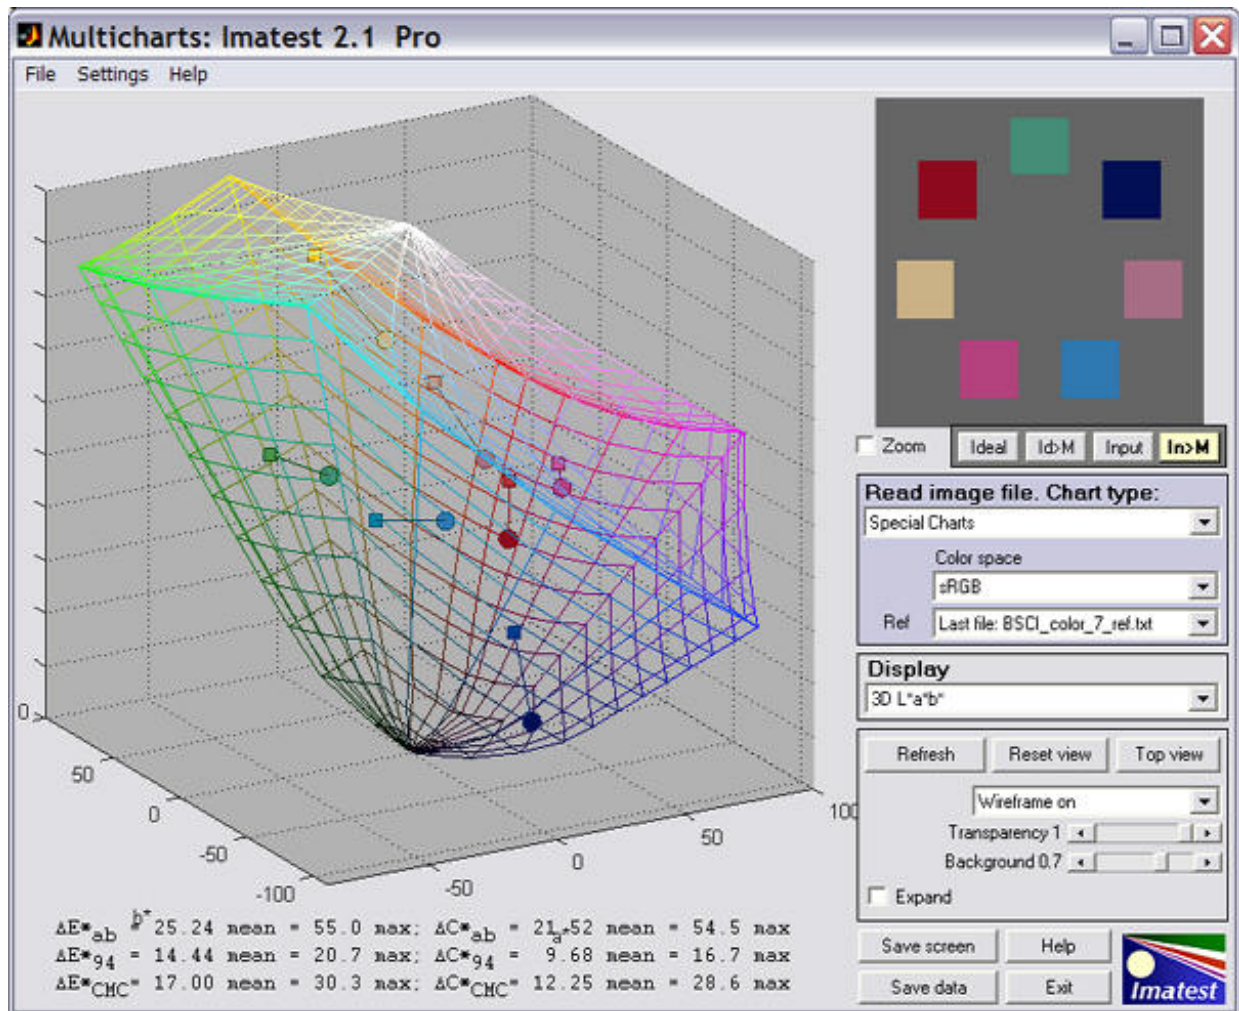 Multicharts: Imatest 2.1 Pro
File Settings Help
Zoom
Ideal Id>M Input In>M
Read image file. Chart type:
Special Charts
Color space
sRGB
Ref Last file: BSCI_color_7_ref.txt
Display
3D L*a*b*
Refresh Reset view Top view
Wireframe on
Transparency 1
Background 0.7
Expand
Save screen Help
Save data Exit
Imatest
0
50
0
-50
-100
-50
0
50
100
b*
a*
ΔE*ab = 25.24 mean = 55.0 max; ΔC*ab = 21.52 mean = 54.5 max
ΔE*94 = 14.44 mean = 20.7 max; ΔC*94 = 9.68 mean = 16.7 max
ΔE*CMC= 17.00 mean = 30.3 max; ΔC*CMC= 12.25 mean = 28.6 max